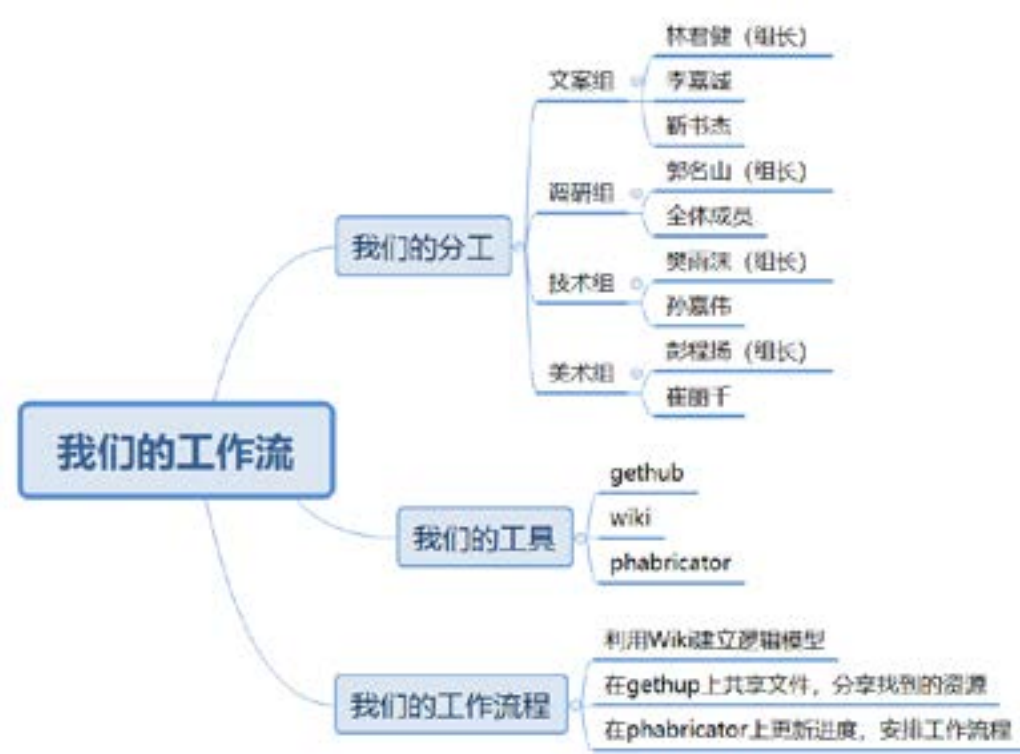 我们的工作流
我们的分工
文案组
林君健（组长）
李嘉诚
靳书杰
调研组
郭名山（组长）
全体成员
技术组
樊雨沫（组长）
孙嘉伟
美术组
彭程扬（组长）
崔丽千
我们的工具
gethub
wiki
phabricator
我们的工作流程
利用Wiki建立逻辑模型
在gethup上共享文件，分享找到的资源
在phabricator上更新进度，安排工作流程